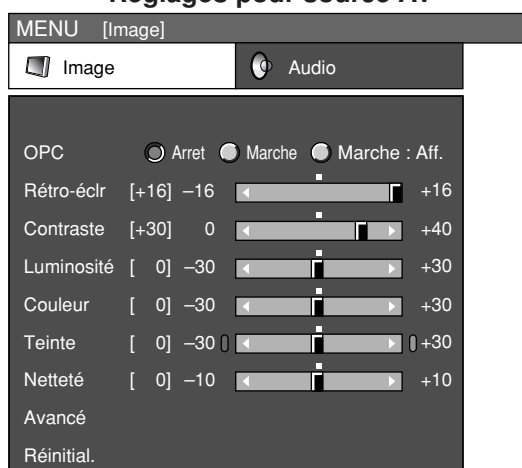 Réglages pour source AV
MENU [Image]
Image Audio
OPC Arret Marche Marche : Aff.
Rétro-éclr [+16] –16 +16
Contraste [+30] 0 +40
Luminosité [ 0] –30 +30
Couleur [ 0] –30 +30
Teinte [ 0] –30 +30
Netteté [ 0] –10 +10
Avancé
Réinitial.